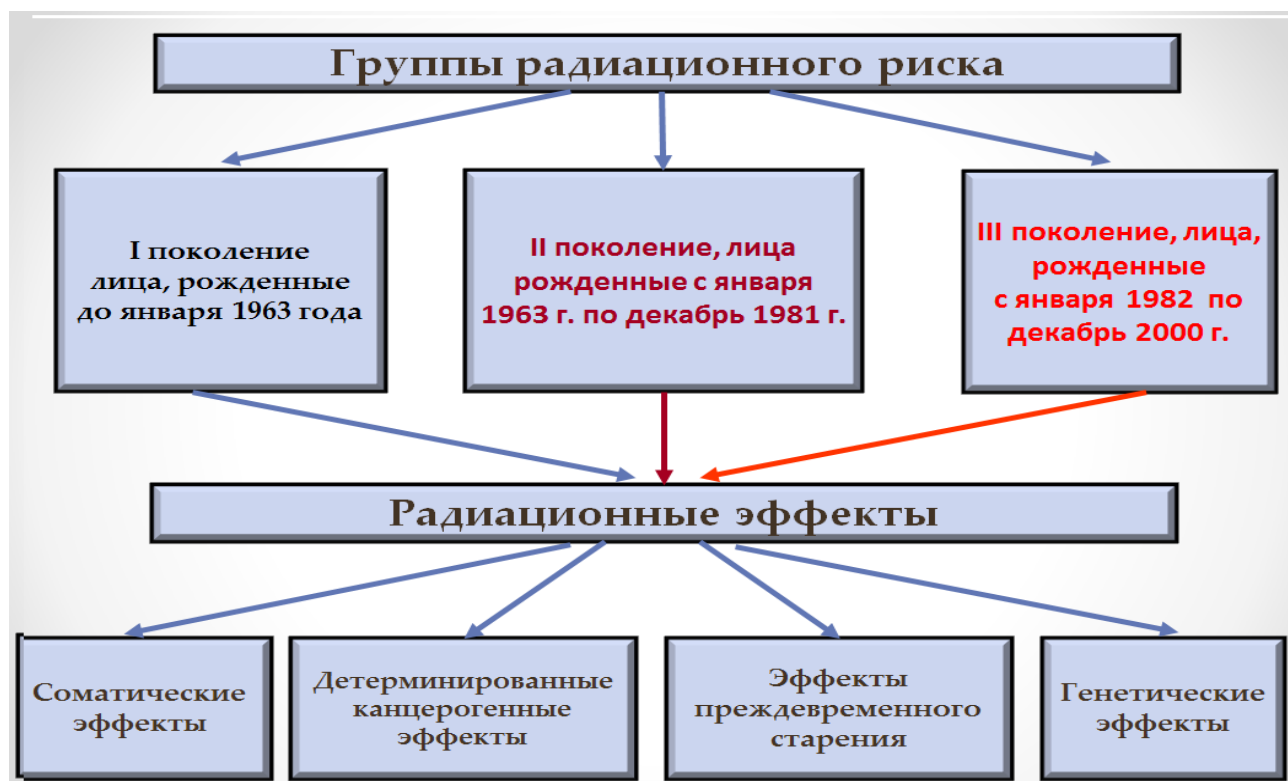 Группы радиационного риска
I поколение
лица, рожденные
до января 1963 года
II поколение, лица
рожденные с января
1963 г. по декабрь 1981 г.
III поколение, лица,
рожденные
с января 1982 по
декабрь 2000 г.
Радиационные эффекты
Соматические
эффекты
Детерминированные
канцерогенные
эффекты
Эффекты
преждевременного
старения
Генетические
эффекты